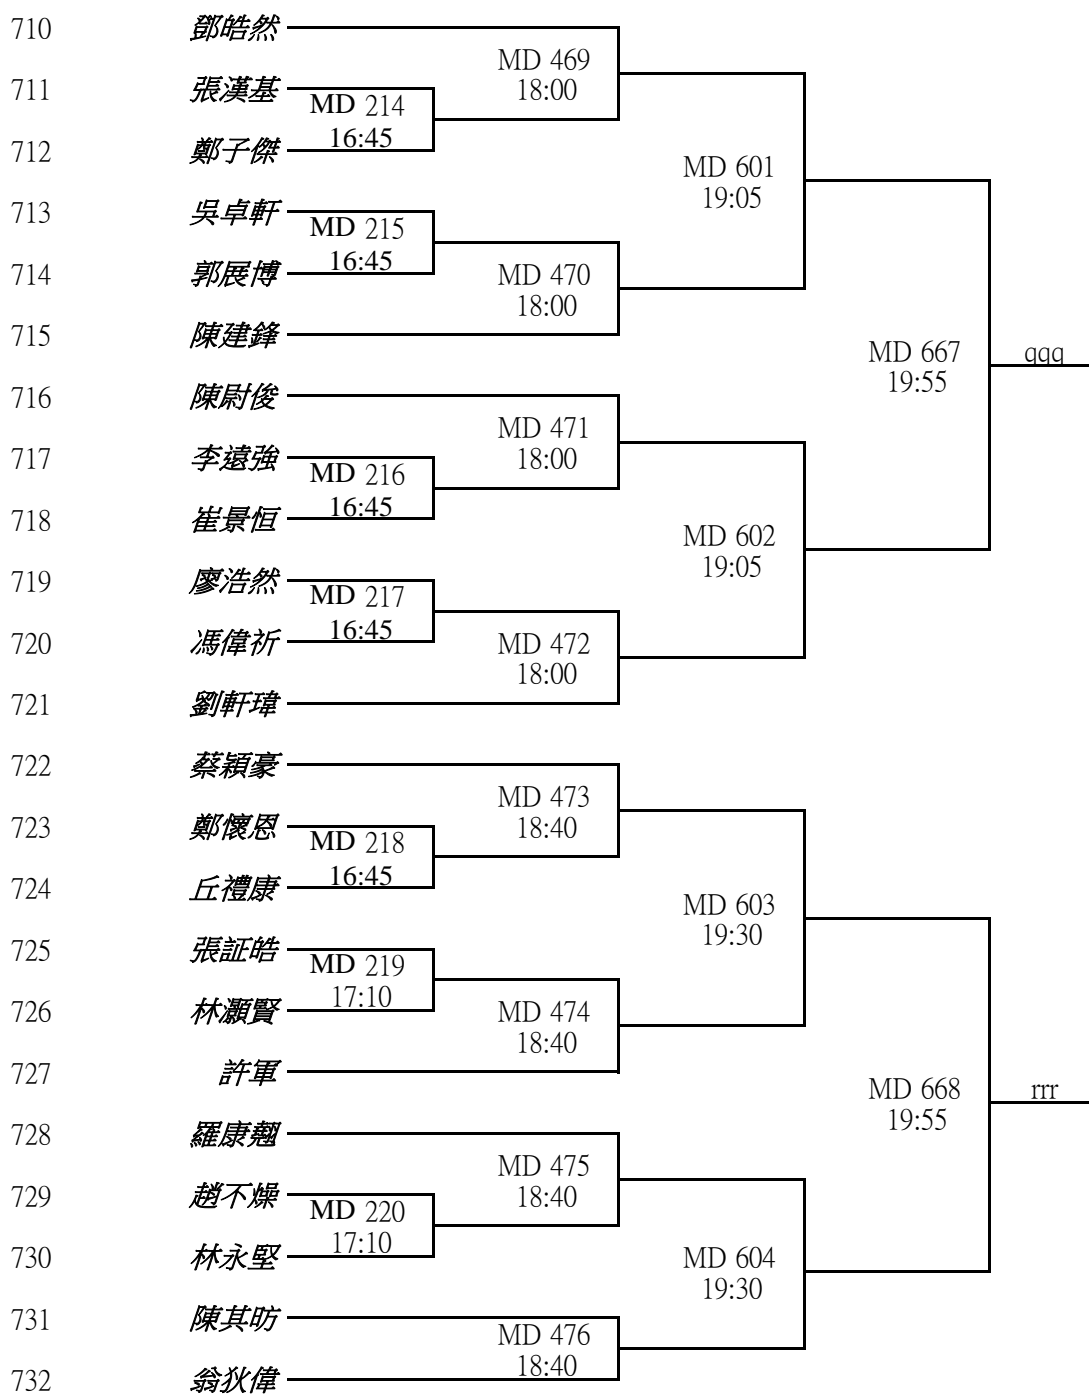 710 鄧皓然
MD 469
18:00
711 張漢基
MD 214
16:45
712 鄭子傑
MD 601
19:05
713 吳卓軒
MD 215
16:45
714 郭展博
MD 470
18:00
715 陳建鋒
MD 667
19:55
qqq
716 陳尉俊
MD 471
18:00
717 李遠強
MD 216
16:45
718 崔景恒
MD 602
19:05
719 廖浩然
MD 217
16:45
720 馮偉祈
MD 472
18:00
721 劉軒瑋
722 蔡穎豪
MD 473
18:40
723 鄭懷恩
MD 218
16:45
724 丘禮康
MD 603
19:30
725 張証皓
MD 219
17:10
726 林灝賢
MD 474
18:40
727 許軍
MD 668
19:55
rrr
728 羅康翹
MD 475
18:40
729 趙不燥
MD 220
17:10
730 林永堅
MD 604
19:30
731 陳其昉
MD 476
18:40
732 翁狄偉